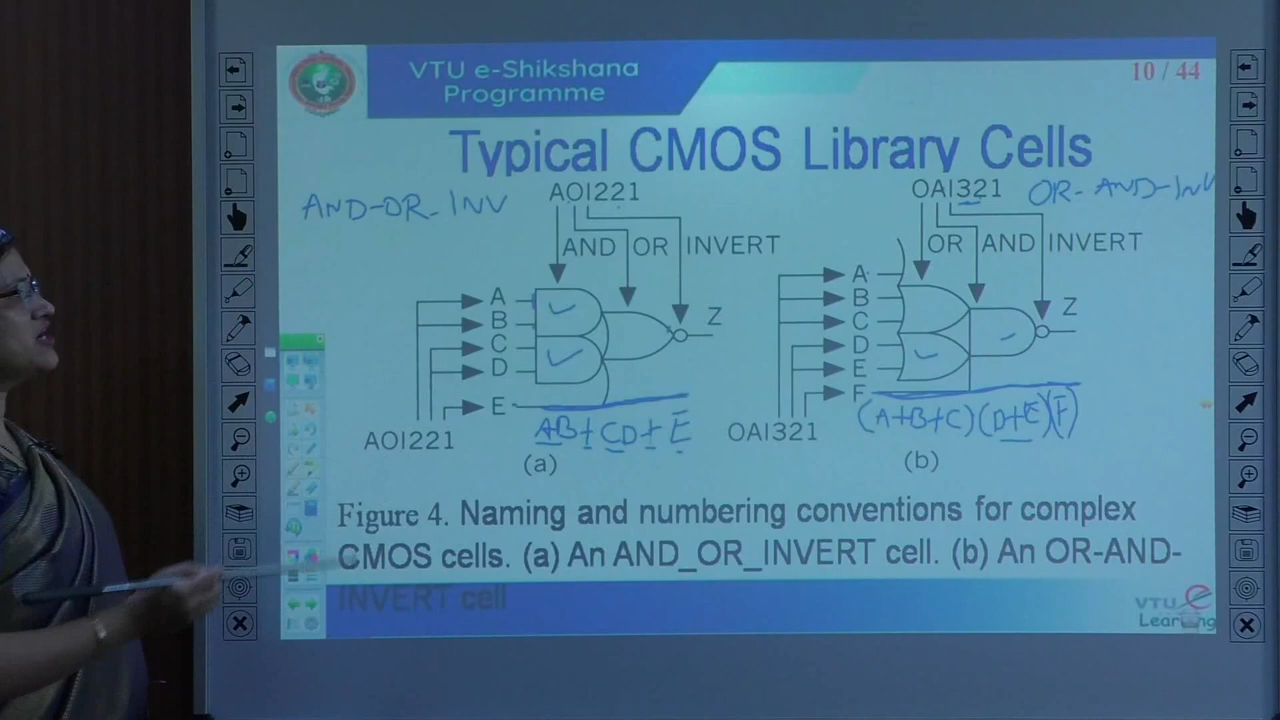 VTU e-Shikshana
Programme
10 / 44
Typical CMOS Library Cells
AND-OR-INV
AOI221
OAI321
OR-AND-INV
AND OR INVERT
OR AND INVERT
A
B
C
D
E
Z
A
B
C
D
E
F
Z
AOI221
AB + CD + E
OAI321
(A+B+C)(D+E)(F)
(a)
(b)
Figure 4. Naming and numbering conventions for complex
CMOS cells. (a) An AND_OR_INVERT cell. (b) An OR-AND-
INVERT cell
VTU e
Learning